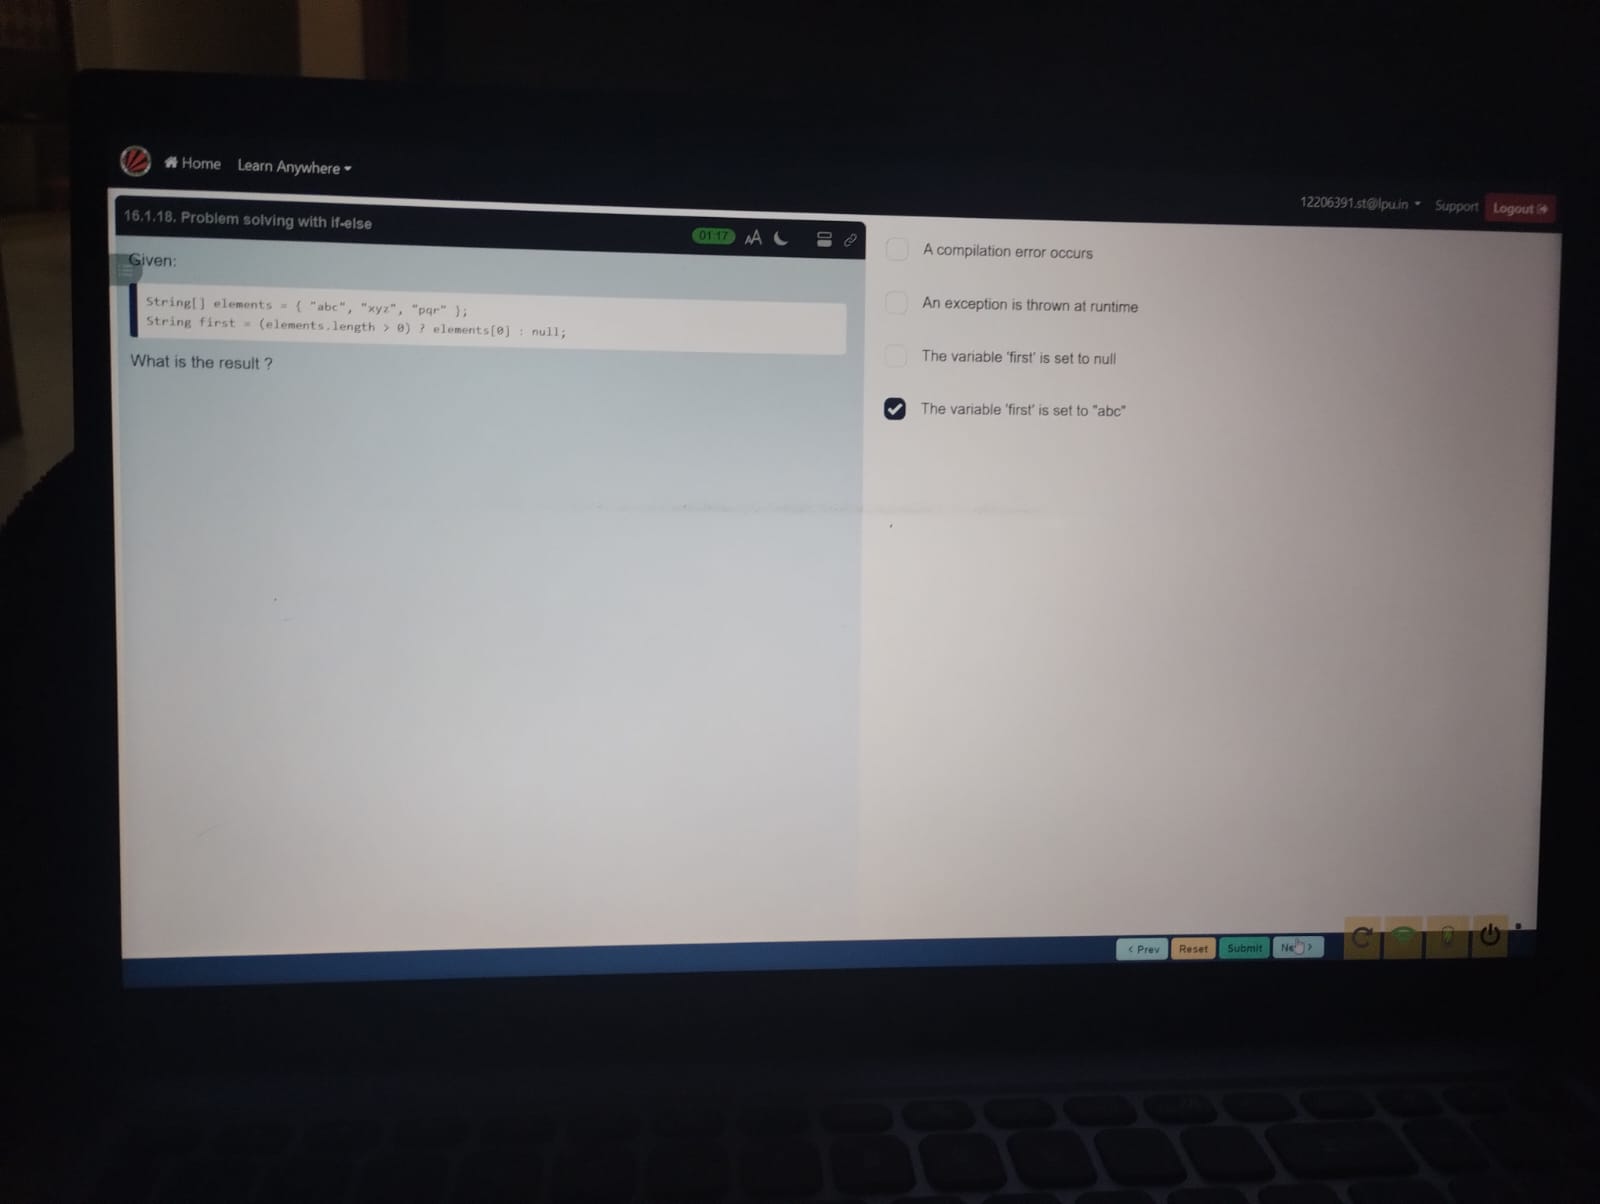 Home Learn Anywhere
12206391.st@lpu.in Support Logout
16.1.18. Problem solving with if-else
01:17 AA
Given:
String[] elements = { "abc", "xyz", "pqr" };
String first = (elements.length > 0) ? elements[0] : null;
What is the result ?
A compilation error occurs
An exception is thrown at runtime
The variable 'first' is set to null
The variable 'first' is set to "abc"
< Prev Reset Submit >